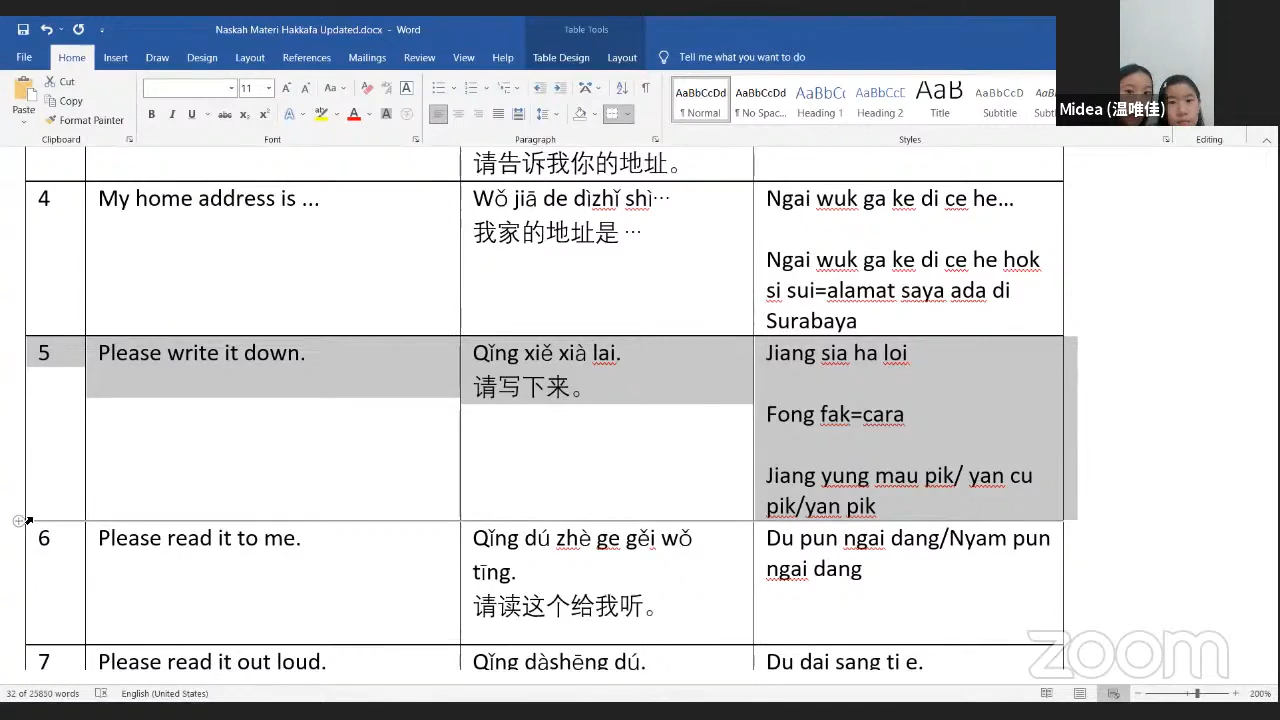 Naskah Materi Hakkafa Updated.docx - Word
Table Tools
File Home Insert Draw Design Layout References Mailings Review View Help Table Design Layout Tell me what you want to do
Paste
Cut
Copy
Format Painter
11
AaBbCcDd AaBbCcDd AaBbCc AaBbCcE AaB AaBbCcD
¶ Normal ¶ No Spac... Heading 1 Heading 2 Title Subtitle
Clipboard Font Paragraph Styles Editing
Midea (温唯佳)
请告诉我你的地址。
4 My home address is ...
Wǒ jiā de dìzhǐ shì…
我家的地址是 …
Ngai wuk ga ke di ce he…
Ngai wuk ga ke di ce he hok
si sui=alamat saya ada di
Surabaya
5 Please write it down.
Qǐng xiě xià lai.
请写下来。
Jiang sia ha loi
Fong fak=cara
Jiang yung mau pik/ yan cu
pik/yan pik
6 Please read it to me.
Qǐng dú zhè ge gěi wǒ
tīng.
请读这个给我听。
Du pun ngai dang/Nyam pun
ngai dang
7 Please read it out loud.
Qǐng dàshēng dú.
Du dai sang ti e.
zoom
32 of 25850 words English (United States) 200%